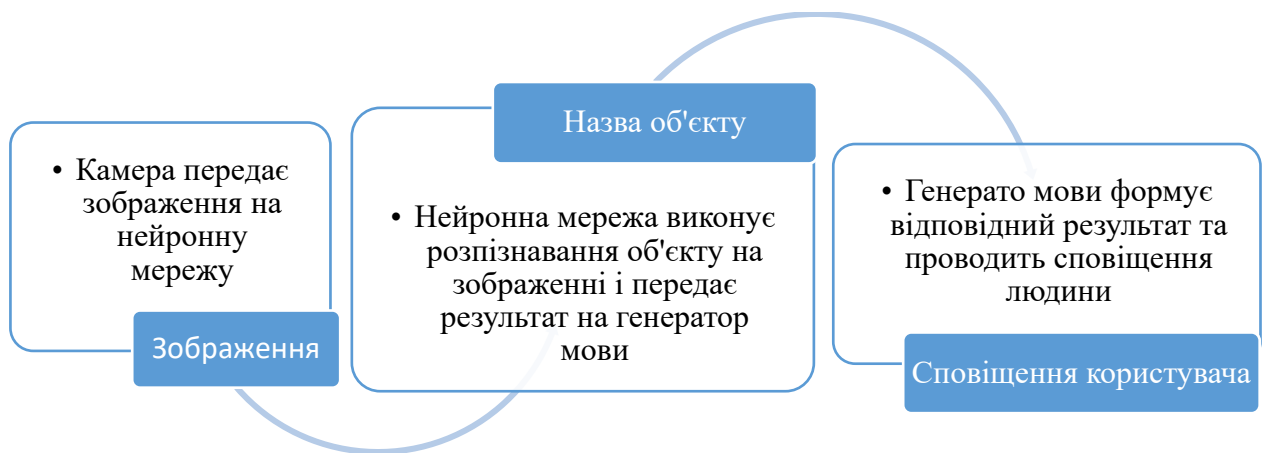 • Камера передає
зображення на
нейронну
мережу
Зображення
Назва об'єкту
• Нейронна мережа виконує
розпізнавання об'єкту на
зображенні і передає
результат на генератор
мови
• Генерато мови формує
відповідний результат та
проводить сповіщення
людини
Сповіщення користувача